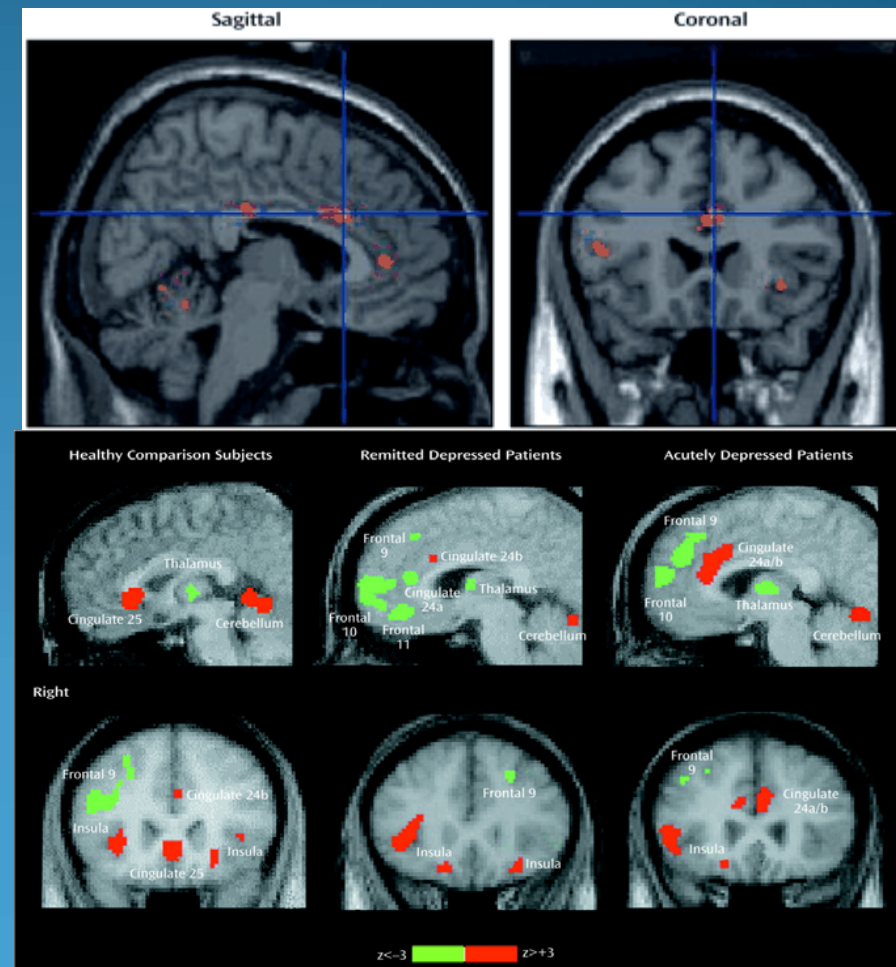 Sagittal
Coronal
Healthy Comparison Subjects
Remitted Depressed Patients
Acutely Depressed Patients
Thalamus
Cingulate 25
Cerebellum
Frontal
9
Cingulate 24b
Cingulate
24a
Thalamus
Frontal
10
Frontal
11
Cerebellum
Frontal 9
Cingulate
24a/b
Frontal
10
Thalamus
Cerebellum
Right
Frontal 9
Cingulate 24b
Insula
Insula
Cingulate 25
Frontal 9
Insula
Insula
Frontal
9
Cingulate
24a/b
Insula
z<–3
z>+3